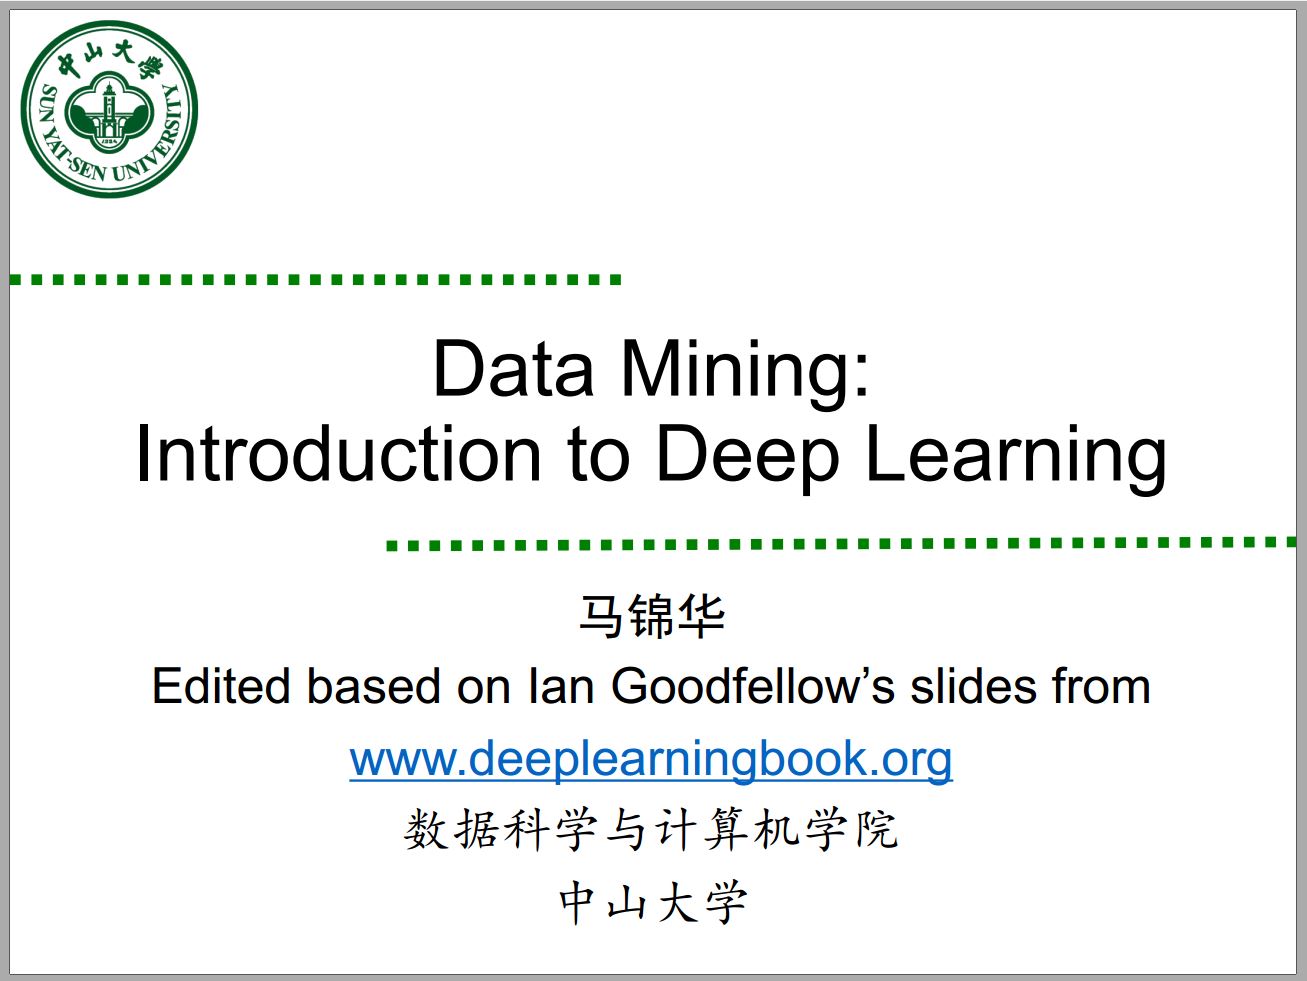 中山大学
SUN YAT-SEN UNIVERSITY
1924
Data Mining:
Introduction to Deep Learning
马锦华
Edited based on Ian Goodfellow’s slides from
www.deeplearningbook.org
数据科学与计算机学院
中山大学